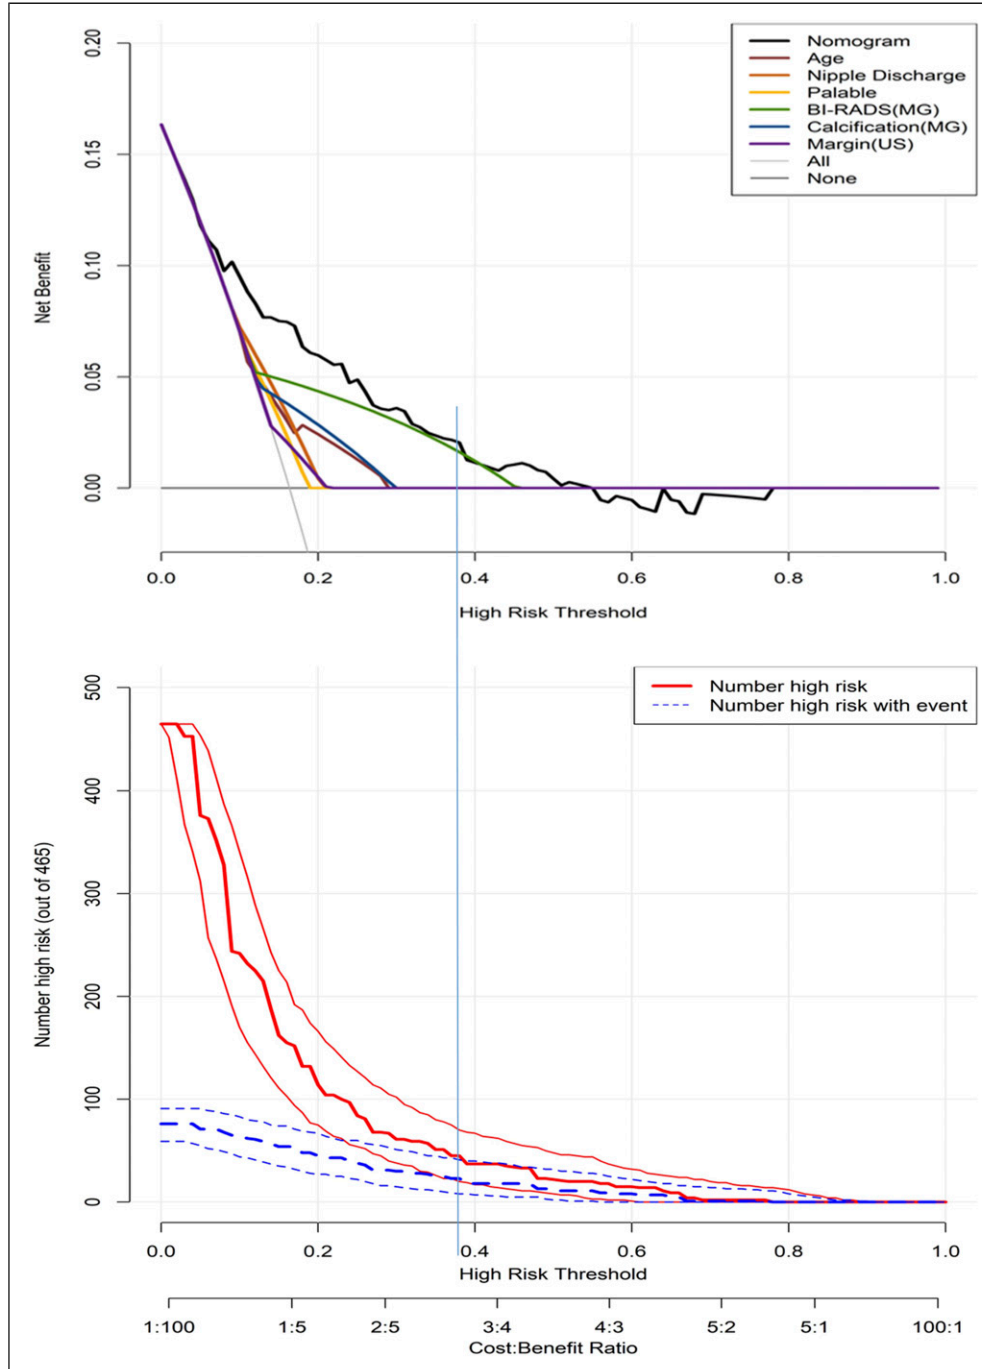 Nomogram
Age
Nipple Discharge
Palable
BI-RADS(MG)
Calcification(MG)
Margin(US)
All
None
Net Benefit
0.20
0.15
0.10
0.05
0.00
0.0 0.2 0.4 0.6 0.8 1.0
High Risk Threshold
Number high risk
Number high risk with event
Number high risk (out of 465)
500
400
300
200
100
0
0.0 0.2 0.4 0.6 0.8 1.0
High Risk Threshold
1:100 1:5 2:5 3:4 4:3 5:2 5:1 100:1
Cost:Benefit Ratio